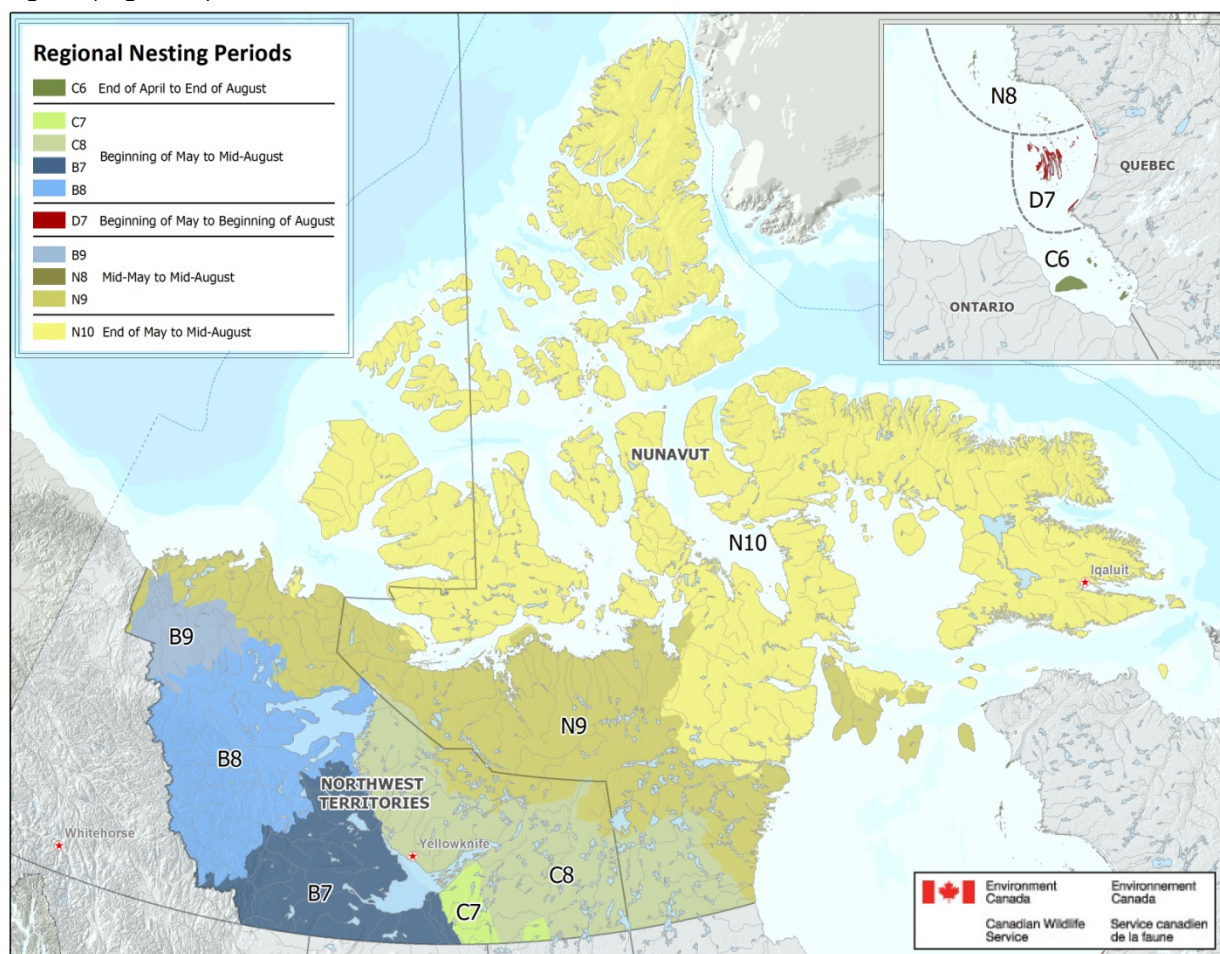 Regional Nesting Periods
C6 End of April to End of August
C7
C8
Beginning of May to Mid-August
B7
B8
D7 Beginning of May to Beginning of August
B9
N8 Mid-May to Mid-August
N9
N10 End of May to Mid-August
N8
QUEBEC
D7
C6
ONTARIO
NUNAVUT
N10
Iqaluit
B9
N9
B8
NORTHWEST
TERRITORIES
Whitehorse
Yellowknife
C8
B7
C7
Environment
Canada
Canadian Wildlife
Service
Environnement
Canada
Service canadien
de la faune